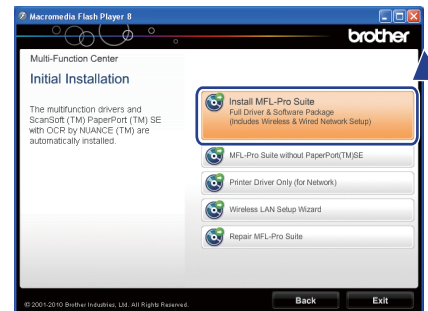 Macromedia Flash Player 8
brother
Multi-Function Center
Initial Installation
The multifunction drivers and
ScanSoft (TM) PaperPort (TM) SE
with OCR by NUANCE (TM) are
automatically installed.
Install MFL-Pro Suite
Full Driver & Software Package
(Includes Wireless & Wired Network Setup)
MFL-Pro Suite without PaperPort(TM)SE
Printer Driver Only (for Network)
Wireless LAN Setup Wizard
Repair MFL-Pro Suite
© 2001-2010 Brother Industries, Ltd. All Rights Reserved.
Back
Exit